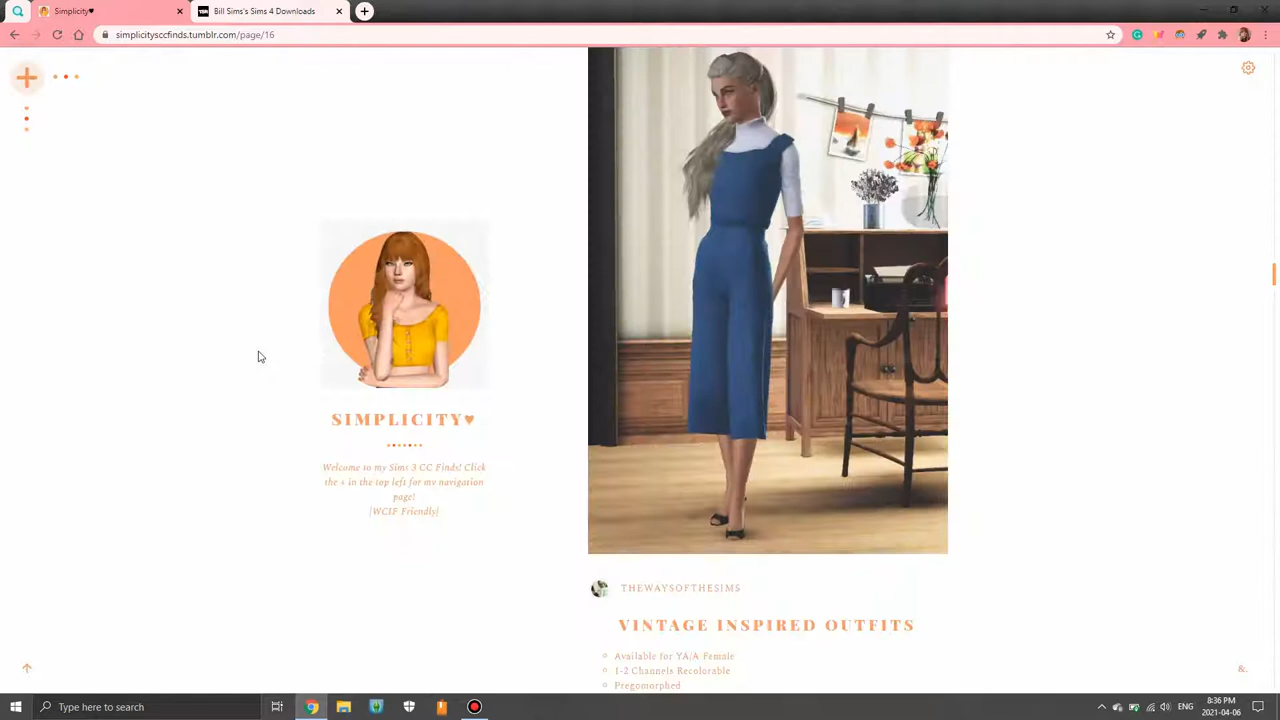 Simplicity♥
Bill Sims's Sims 4 Downloads
simplicitysccfinds.tumblr.com/page/16
SIMPLICITY♥
Welcome to my Sims 3 CC Finds! Click
the + in the top left for my navigation
page!
[WCIF Friendly]
THEWAYSOFTHESIMS
VINTAGE INSPIRED OUTFITS
Available for YA/A Female
1-2 Channels Recolorable
Pregomorphed
&.
Type here to search
ENG
8:36 PM
2021-04-06